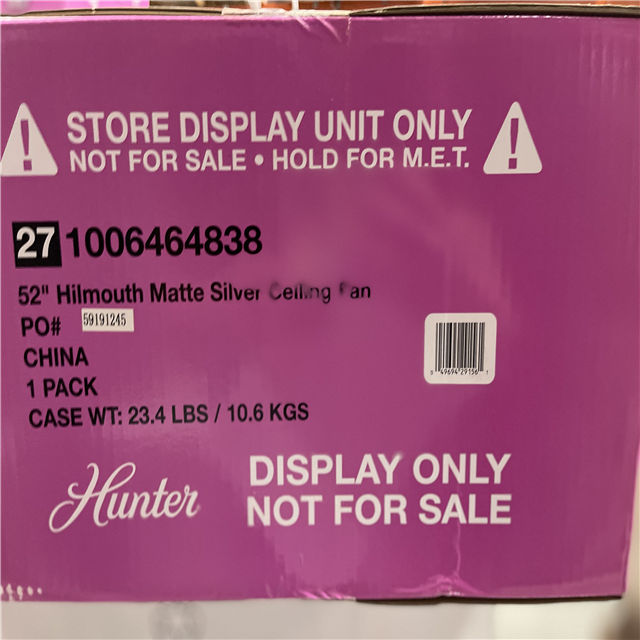 STORE DISPLAY UNIT ONLY
NOT FOR SALE • HOLD FOR M.E.T.
27 1006464838
52" Hilmouth Matte Silver Ceiling Fan
PO# 59191245
CHINA
1 PACK
CASE WT: 23.4 LBS / 10.6 KGS
Hunter
DISPLAY ONLY
NOT FOR SALE